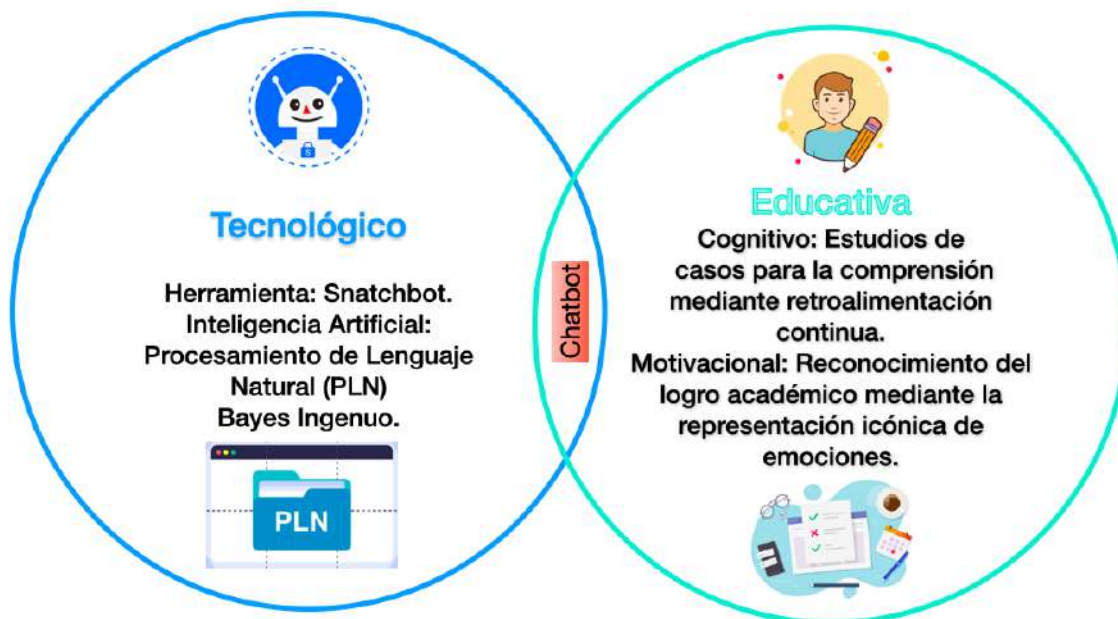 Tecnológico
Herramienta: Snatchbot.
Inteligencia Artificial:
Procesamiento de Lenguaje
Natural (PLN)
Bayes Ingenuo.
PLN
Chatbot
Educativa
Cognitivo: Estudios de
casos para la comprensión
mediante retroalimentación
continua.
Motivacional: Reconocimiento del
logro académico mediante la
representación icónica de
emociones.